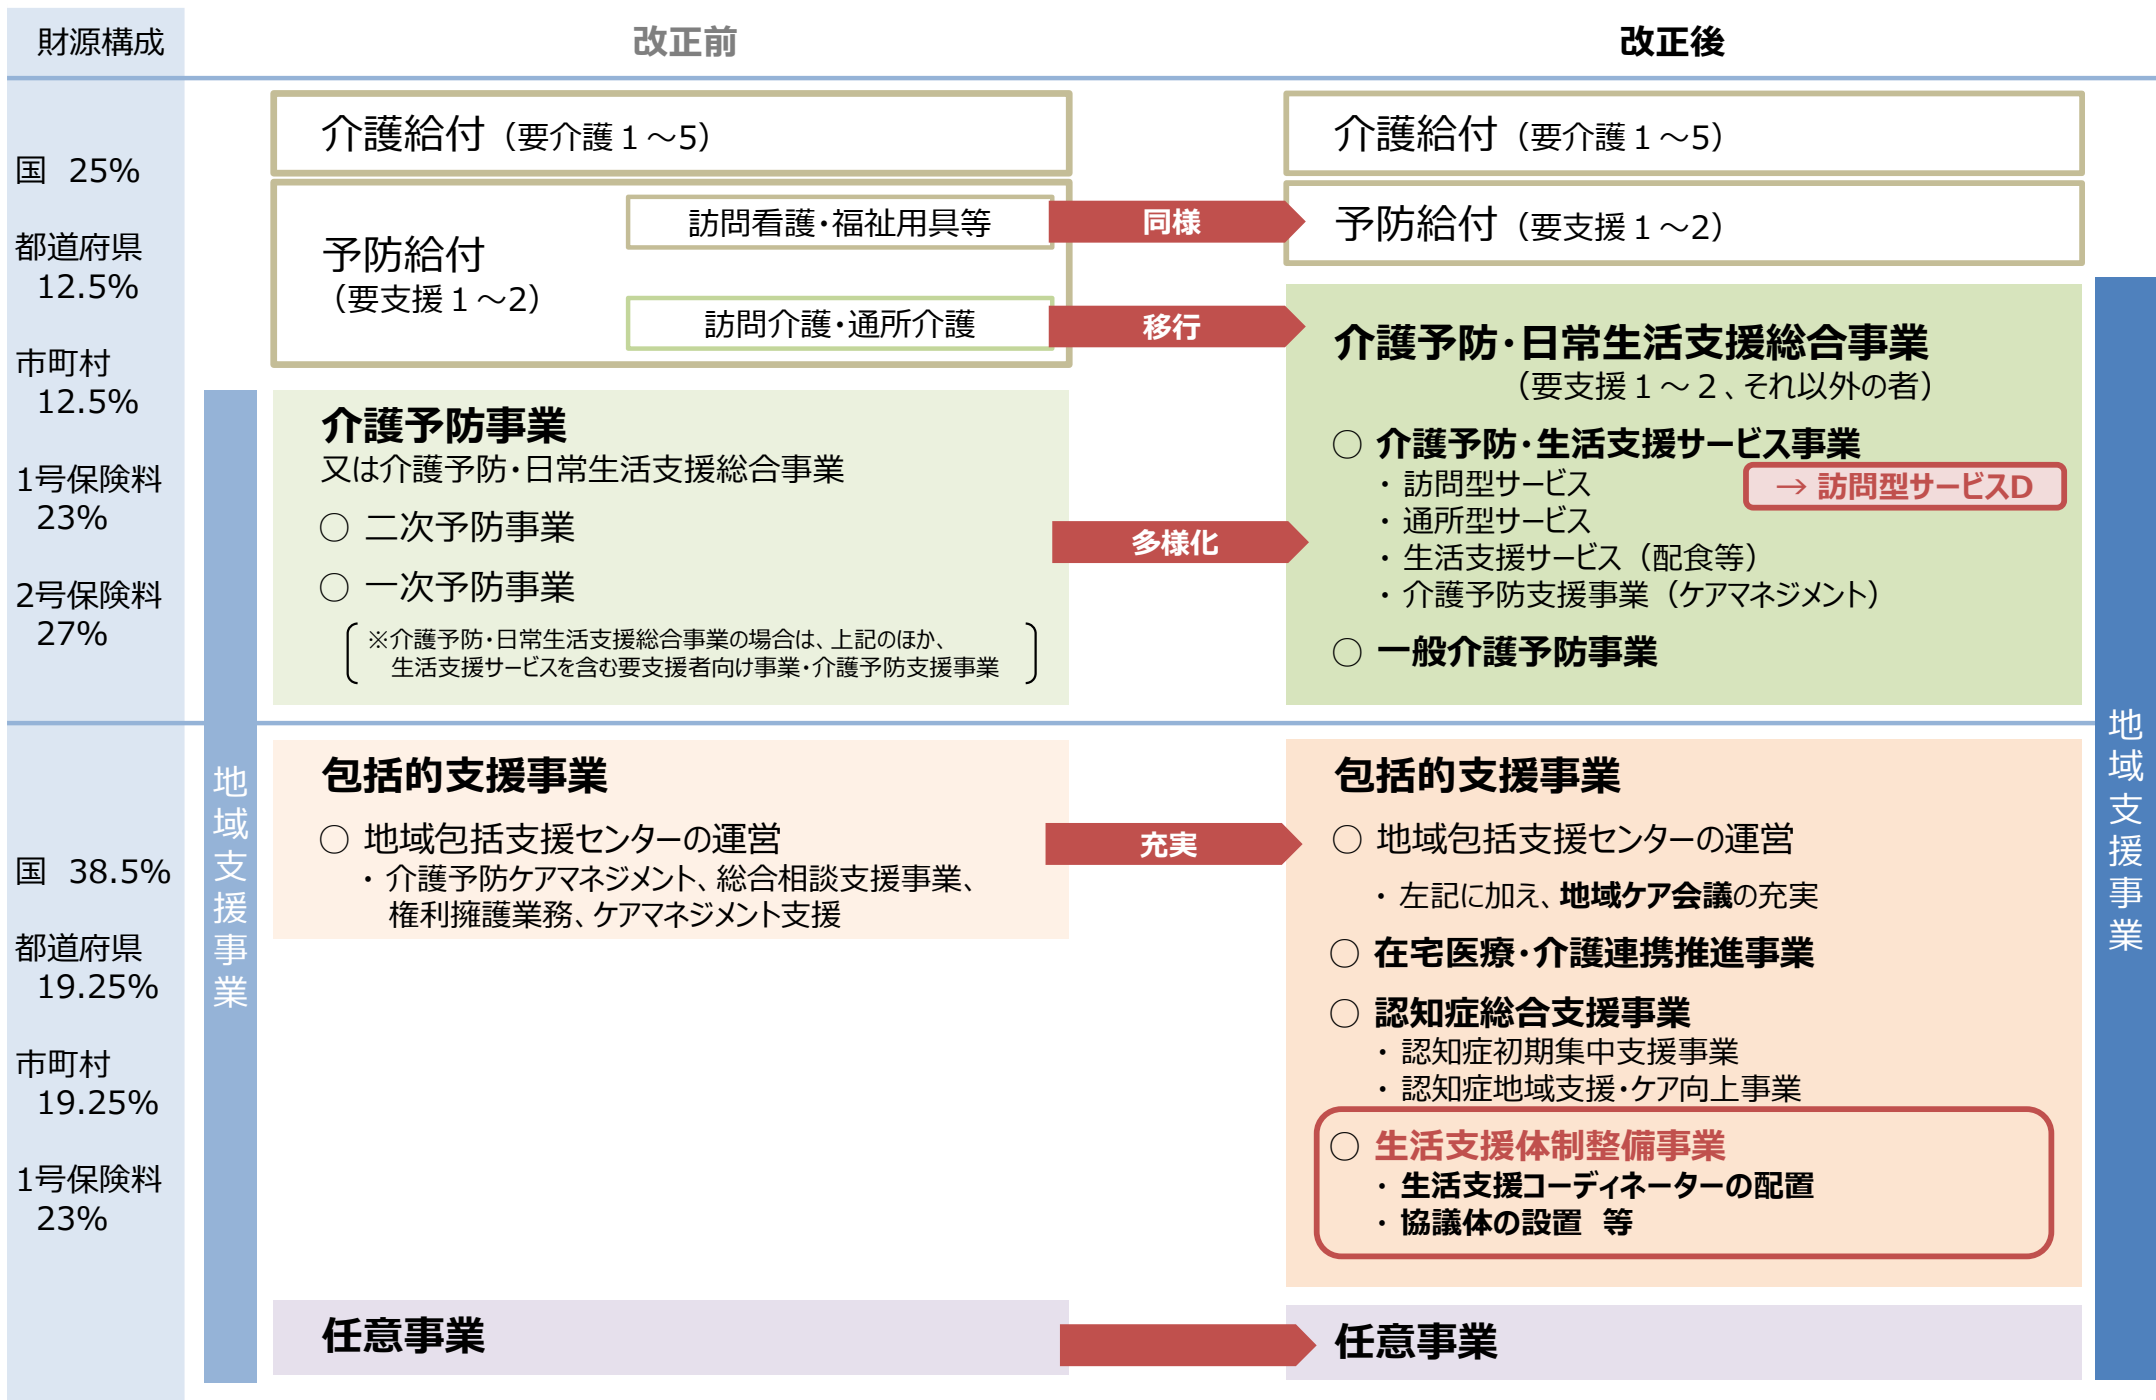 財源構成
改正前
改正後
国 25%
都道府県
12.5%
市町村
12.5%
1号保険料
23%
2号保険料
27%
国 38.5%
都道府県
19.25%
市町村
19.25%
1号保険料
23%
地域支援事業
介護給付（要介護１～5）
予防給付
（要支援１～2）
訪問看護・福祉用具等
訪問介護・通所介護
介護予防事業
又は介護予防・日常生活支援総合事業
○ 二次予防事業
○ 一次予防事業
※介護予防・日常生活支援総合事業の場合は、上記のほか、
生活支援サービスを含む要支援者向け事業・介護予防支援事業
包括的支援事業
○ 地域包括支援センターの運営
・介護予防ケアマネジメント、総合相談支援事業、
権利擁護業務、ケアマネジメント支援
任意事業
同様
移行
多様化
充実
介護給付（要介護１～5）
予防給付（要支援１～2）
介護予防・日常生活支援総合事業
（要支援１～２、それ以外の者）
○ 介護予防・生活支援サービス事業
・訪問型サービス
→ 訪問型サービスD
・通所型サービス
・生活支援サービス（配食等）
・介護予防支援事業（ケアマネジメント）
○ 一般介護予防事業
包括的支援事業
○ 地域包括支援センターの運営
・左記に加え、地域ケア会議の充実
○ 在宅医療・介護連携推進事業
○ 認知症総合支援事業
・認知症初期集中支援事業
・認知症地域支援・ケア向上事業
○ 生活支援体制整備事業
・生活支援コーディネーターの配置
・協議体の設置 等
任意事業
地域支援事業